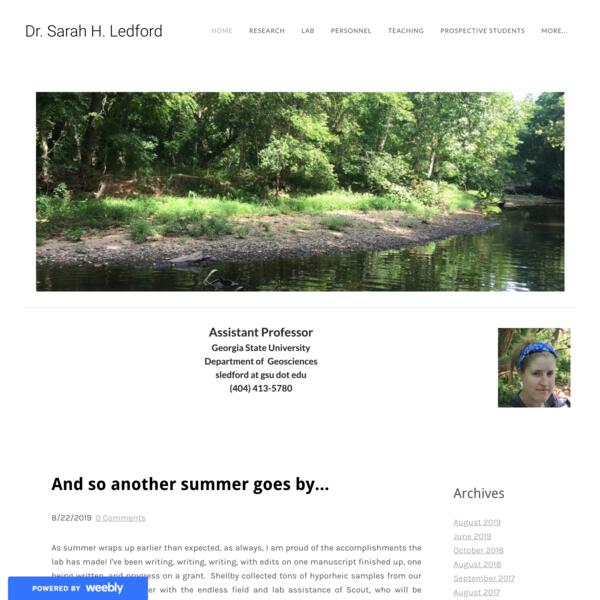 Dr. Sarah H. Ledford
HOME RESEARCH LAB PERSONNEL TEACHING PROSPECTIVE STUDENTS MORE...
Assistant Professor
Georgia State University
Department of Geosciences
sledford at gsu dot edu
(404) 413-5780
And so another summer goes by...
8/22/2019 0 Comments
As summer wraps up earlier than expected, as always, I am proud of the accomplishments the
lab has made! I've been writing, writing, writing, with edits on one manuscript finished up, one
being written, and progress on a grant. Shellby collected tons of hyporheic samples from our
with the endless field and lab assistance of Scout, who will be
Archives
August 2019
June 2019
October 2018
August 2018
September 2017
August 2017
POWERED BY weebly